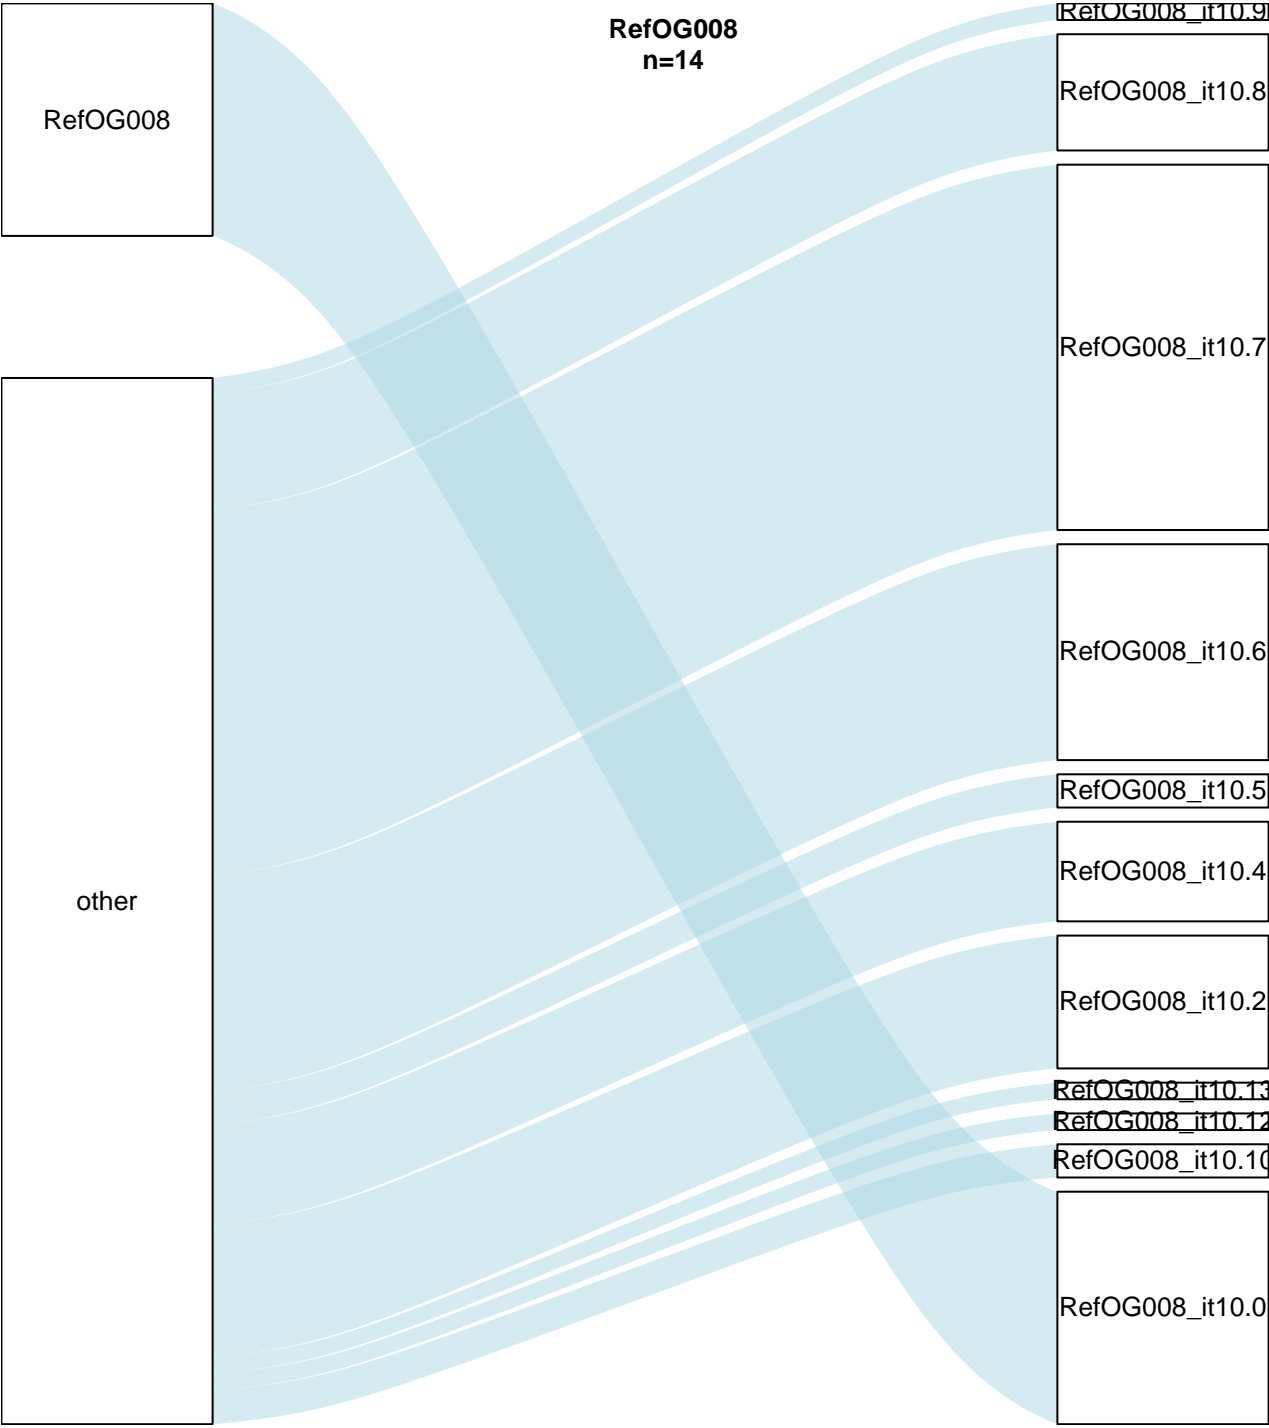 RefOG008
n=14
RefOG008
other
RefOG008_it10.9
RefOG008_it10.8
RefOG008_it10.7
RefOG008_it10.6
RefOG008_it10.5
RefOG008_it10.4
RefOG008_it10.2
RefOG008_it10.13
RefOG008_it10.12
RefOG008_it10.10
RefOG008_it10.0